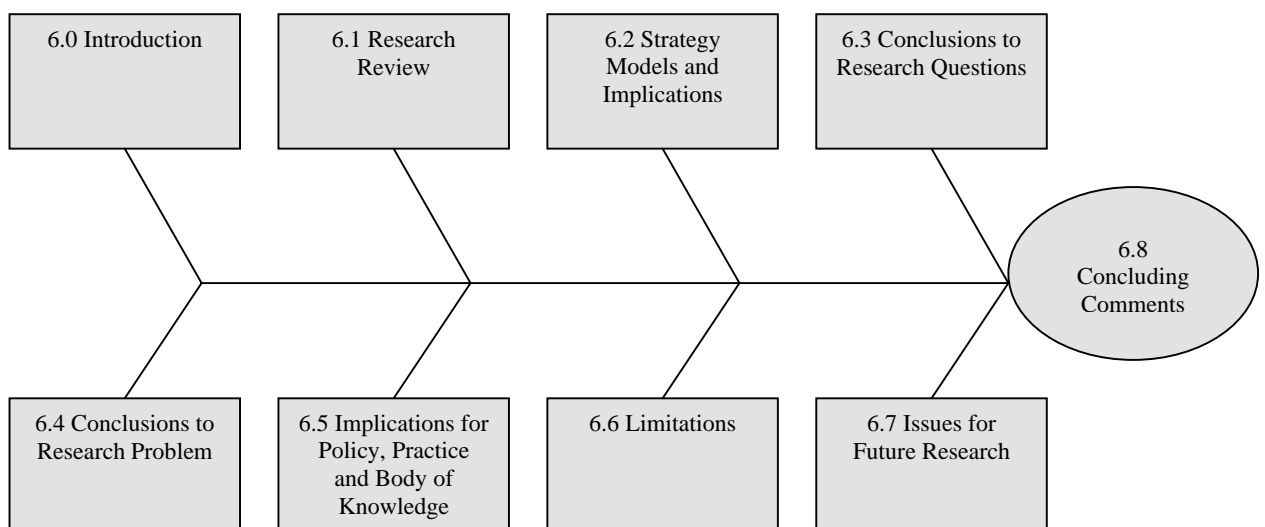 6.0 Introduction
6.1 Research
Review
6.2 Strategy
Models and
Implications
6.3 Conclusions to
Research Questions
6.8
Concluding
Comments
6.4 Conclusions to
Research Problem
6.5 Implications for
Policy, Practice
and Body of
Knowledge
6.6 Limitations
6.7 Issues for
Future Research